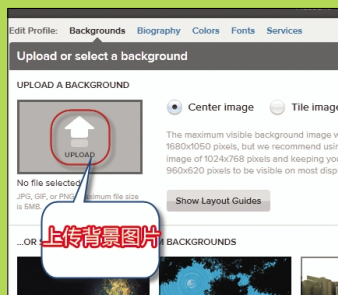 Edit Profile: Backgrounds Biography Colors Fonts Services
Upload or select a background
UPLOAD A BACKGROUND
Center image Tile image
UPLOAD
The maximum visible background image
1680x1050 pixels, but we recommend
image of 1024x768 pixels and keeping
960x620 pixels to be visible on most
No file selected
JPG, GIF, or PNG
file size
is 5MB.
Show Layout Guides
上传背景图片
...OR
BACKGROUNDS